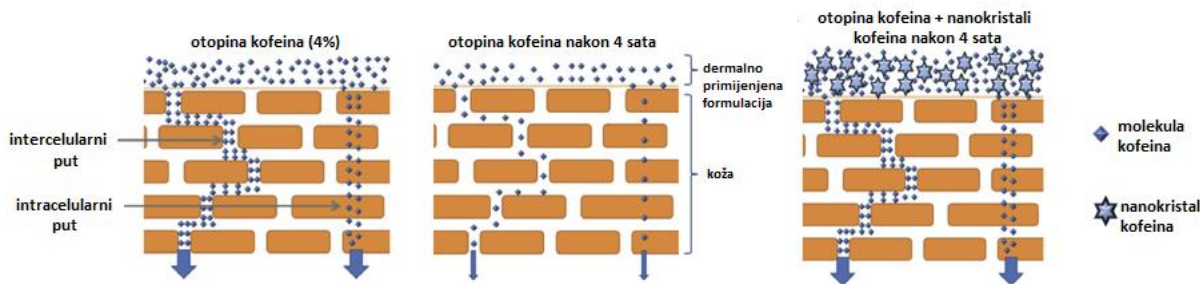 otopina kofeina (4%)
otopina kofeina nakon 4 sata
otopina kofeina + nanokristali
kofeina nakon 4 sata
dermalno
primijenjena
formulacija
intercelularni
put
intracelularni
put
koža
molekula
kofeina
nanokristal
kofeina